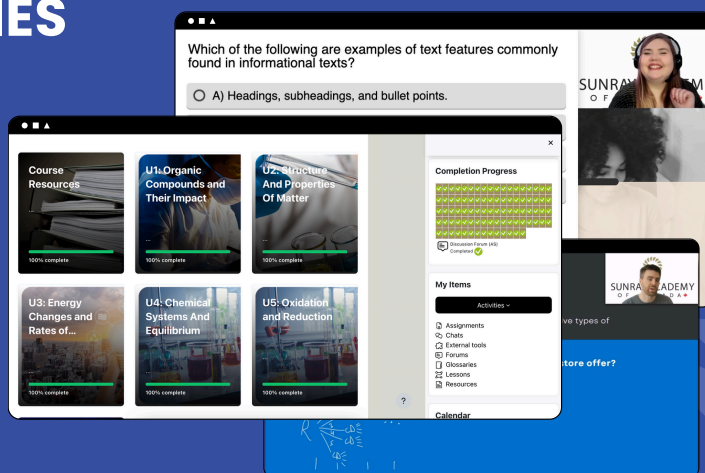 IES
Which of the following are examples of text features commonly
found in informational texts?
A) Headings, subheadings, and bullet points.
SUNRA
OF
Course
Resources
...
100% complete
U1: Organic
Compounds and
Their Impact
...
100% complete
U2: Structure
And Properties
Of Matter
...
100% complete
U3: Energy
Changes and
Rates of...
100% complete
U4: Chemical
Systems And
Equilibrium
...
100% complete
U5: Oxidation
and Reduction
...
100% complete
?
×
Completion Progress
Discussion Forum (AS)
Completed
My Items
Activities
Assignments
Chats
External tools
Forums
Glossaries
Lessons
Resources
Calendar
SUNRA CADEMY
ive types of
store offer?
R